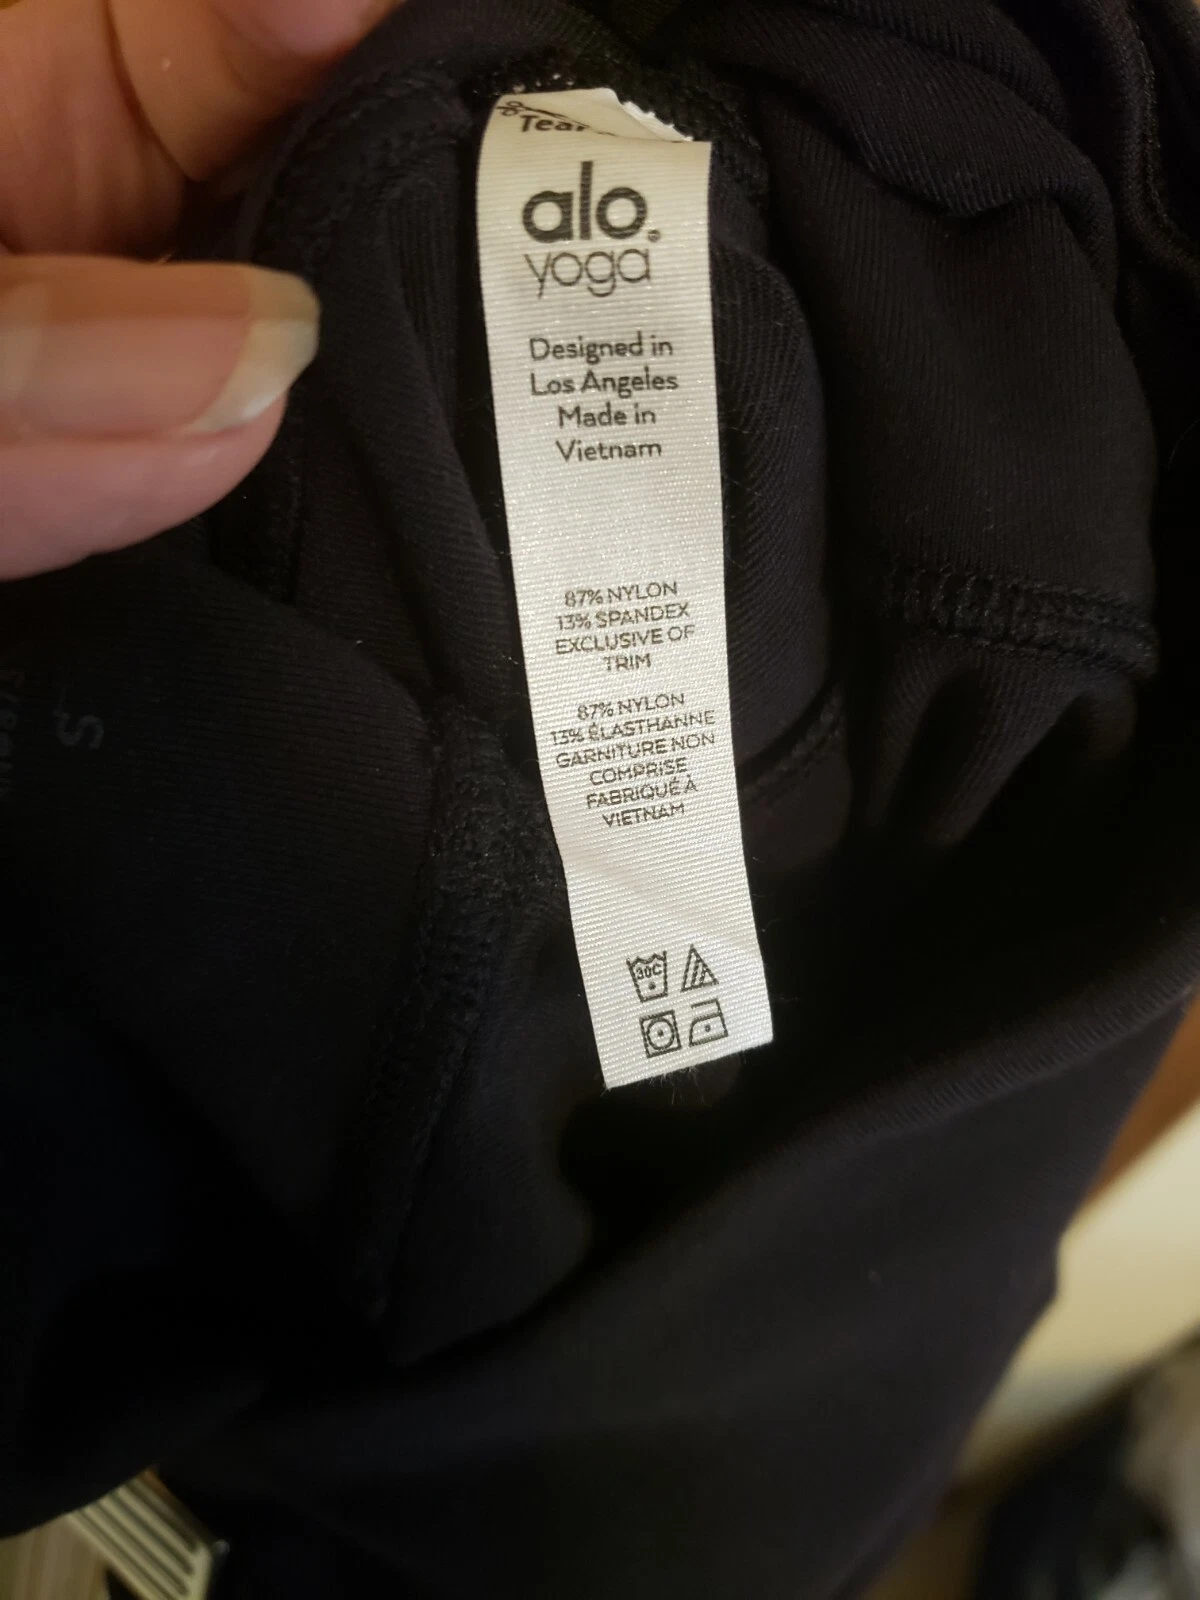 Tear
alo.
yoga
Designed in
Los Angeles
Made in
Vietnam
87% NYLON
13% SPANDEX
EXCLUSIVE OF
TRIM
87% NYLON
13% ÉLASTHANNE
GARNITURE NON
COMPRISE
FABRIQUÉ À
VIETNAM
30C
S